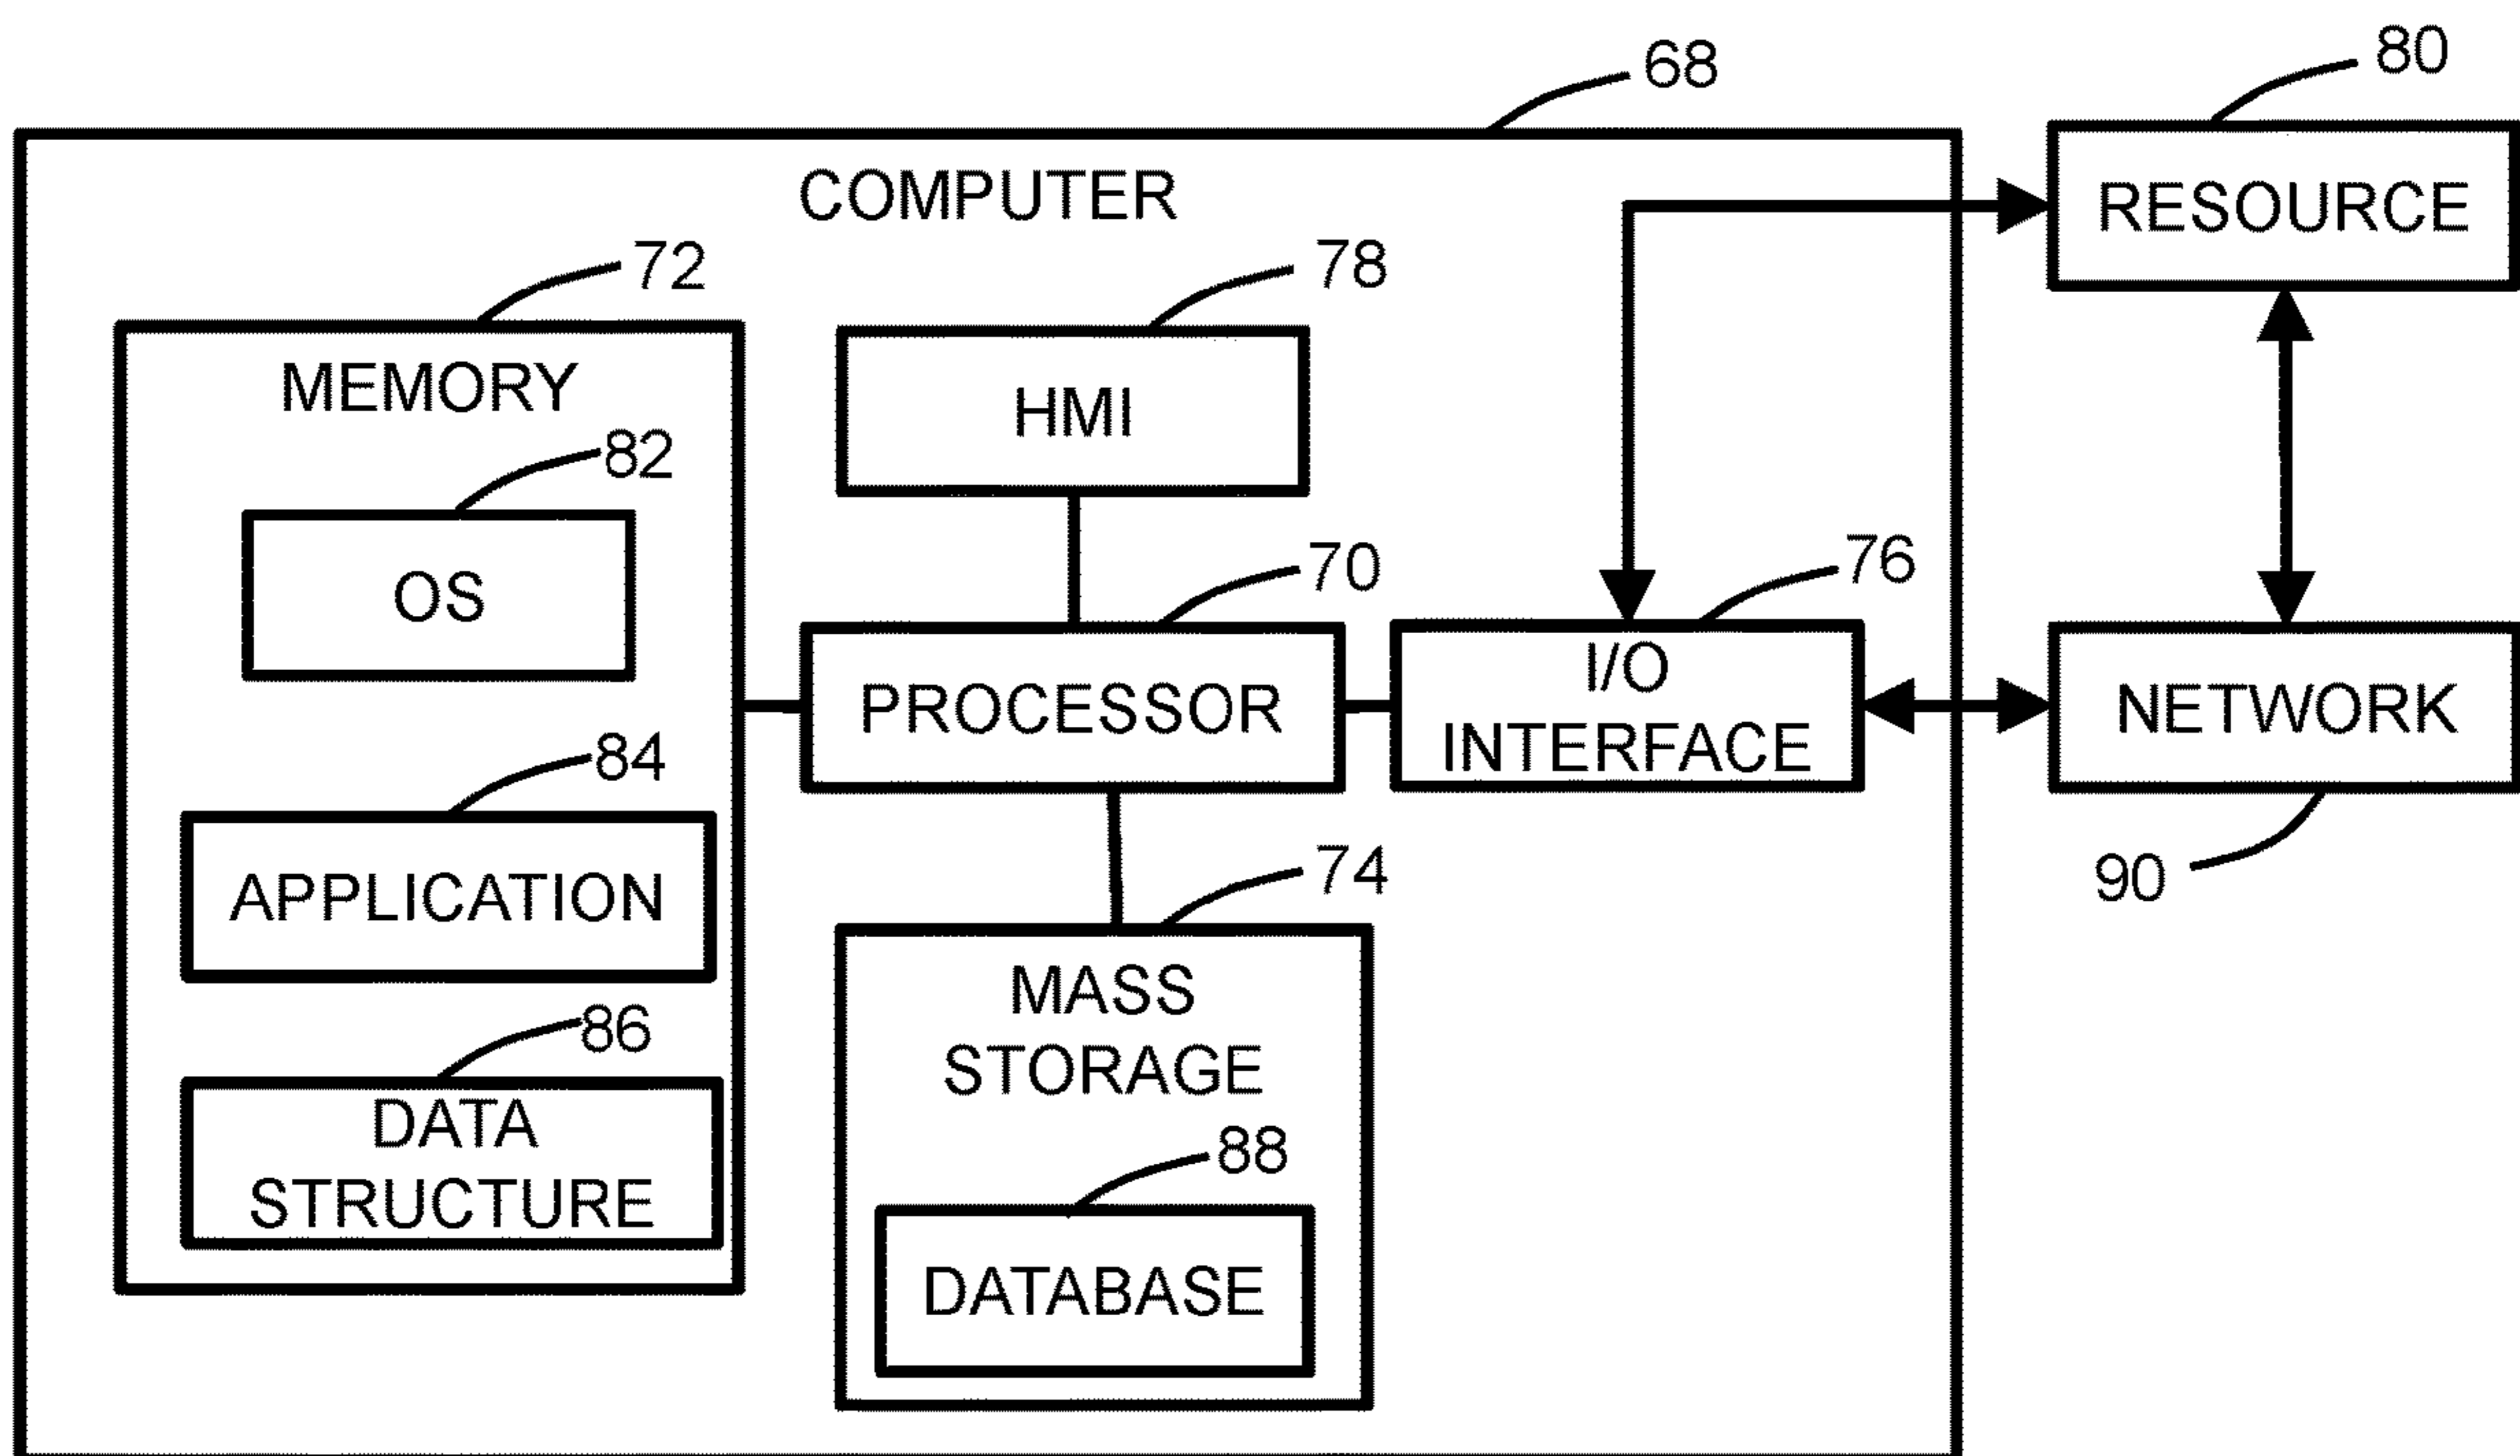 68
80
COMPUTER
RESOURCE
72
78
MEMORY
HMI
82
OS
70
76
PROCESSOR
I/O
INTERFACE
NETWORK
84
APPLICATION
74
90
86
DATA
STRUCTURE
MASS
STORAGE
88
DATABASE